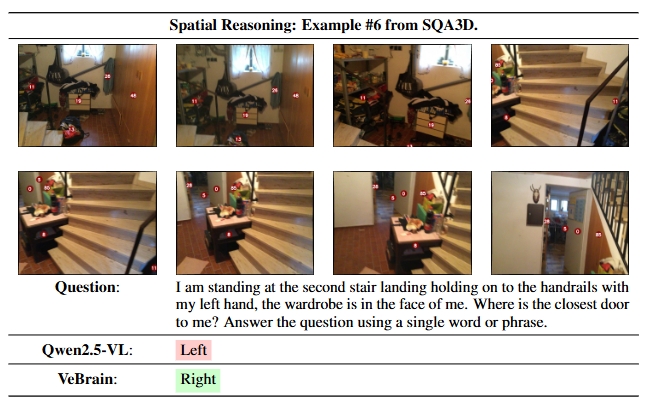 Spatial Reasoning: Example #6 from SQA3D.
Question:
I am standing at the second stair landing holding on to the handrails with
my left hand, the wardrobe is in the face of me. Where is the closest door
to me? Answer the question using a single word or phrase.
Qwen2.5-VL:
Left
VeBrain:
Right